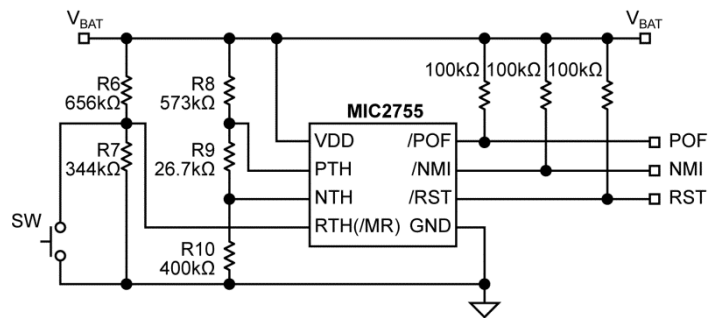 VBAT
VBAT
R6
656kΩ
R8
573kΩ
100kΩ 100kΩ 100kΩ
MIC2755
VDD
/POF
POF
R7
344kΩ
R9
26.7kΩ
PTH
/NMI
NMI
NTH
/RST
RST
SW
RTH(/MR)
GND
R10
400kΩ